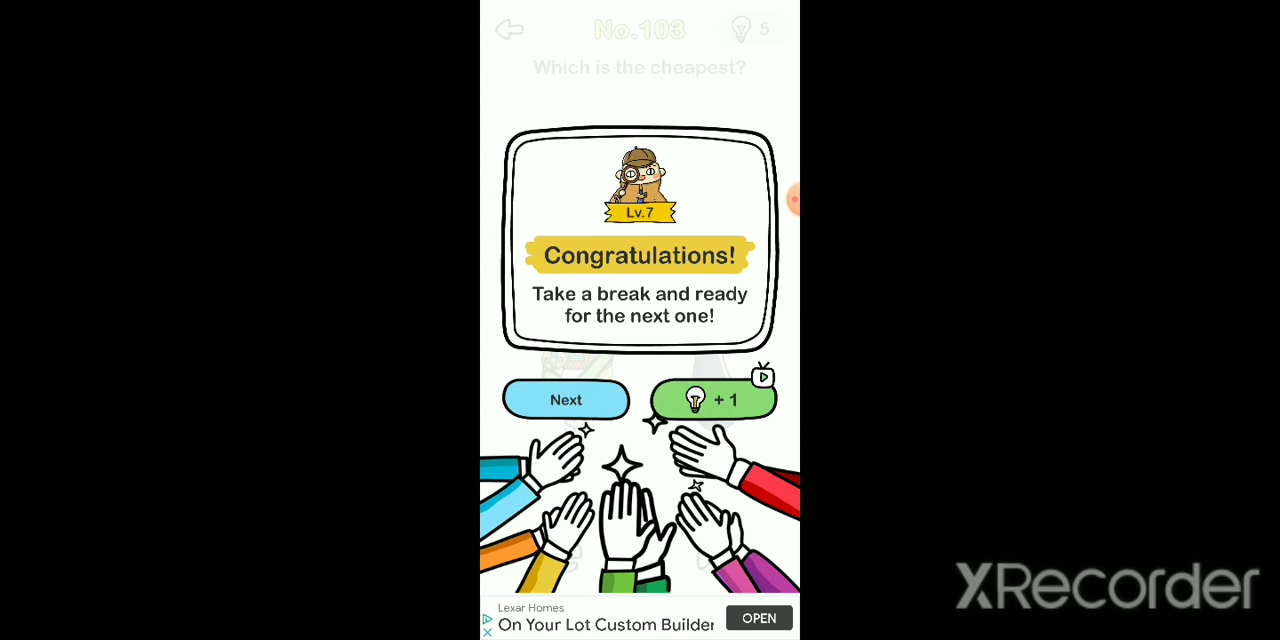 No.103
5
Which is the cheapest?
Lv.7
Congratulations!
Take a break and ready
for the next one!
Next
+ 1
Lexar Homes
On Your Lot Custom Builder
OPEN
XRecorder